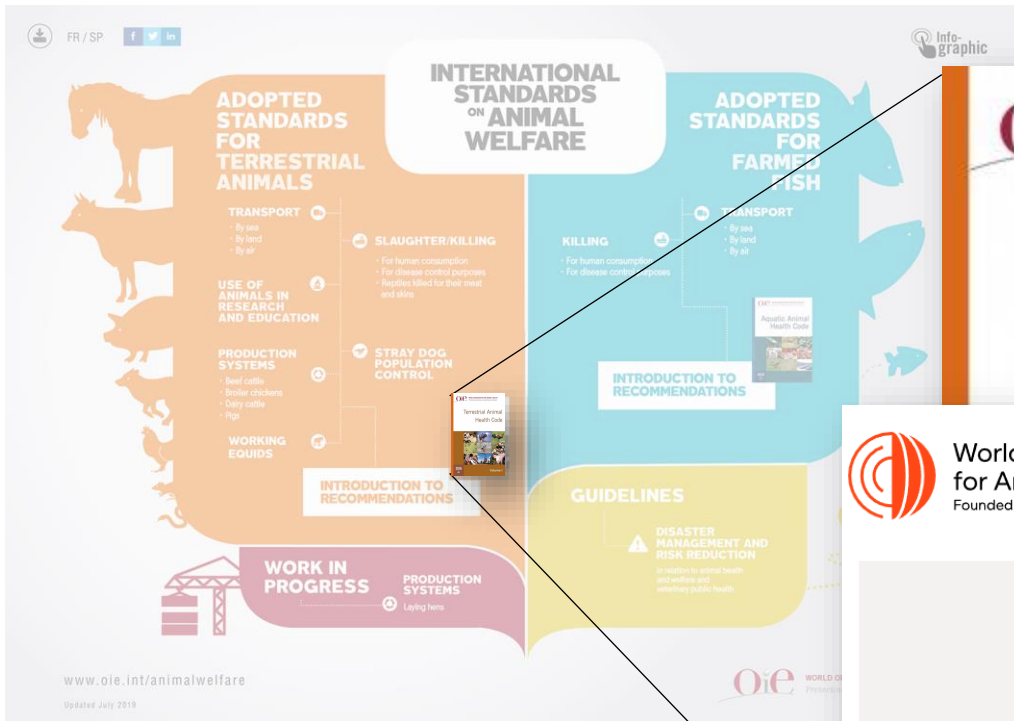 FR / SP
Info-
graphic
INTERNATIONAL
STANDARDS
ON ANIMAL
WELFARE
ADOPTED
STANDARDS
FOR
TERRESTRIAL
ANIMALS
TRANSPORT
· By sea
· By land
· By air
SLAUGHTER/KILLING
· For human consumption
· For disease control purposes
· Reptiles killed for their meat
and skins
USE OF
ANIMALS IN
RESEARCH
AND EDUCATION
PRODUCTION
SYSTEMS
· Beef cattle
· Broiler chickens
· Dairy cattle
· Pigs
STRAY DOG
POPULATION
CONTROL
WORKING
EQUIDS
INTRODUCTION TO
RECOMMENDATIONS
Oie
Terrestrial Animal
Health Code
ADOPTED
STANDARDS
FOR
FARMED
FISH
TRANSPORT
· By sea
· By land
· By air
KILLING
· For human consumption
· For disease control purposes
Oie
Aquatic Animal
Health Code
INTRODUCTION TO
RECOMMENDATIONS
GUIDELINES
DISASTER
MANAGEMENT AND
RISK REDUCTION
in relation to animal health
and welfare and
veterinary public health
WORK IN
PROGRESS
PRODUCTION
SYSTEMS
Laying hens
www.oie.int/animalwelfare
Updated July 2019
Oie
WORLD
for
Founded